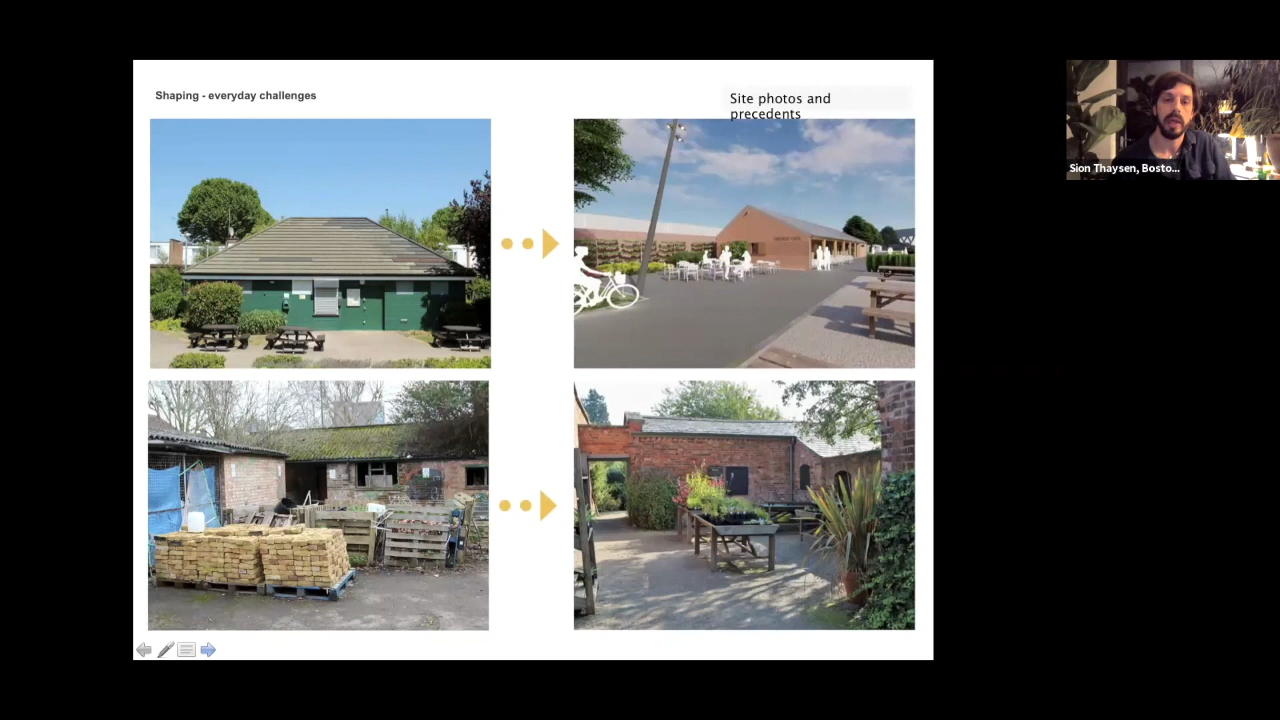 Shaping - everyday challenges
Site photos and
precedents
Sion Thaysen, Bosto...